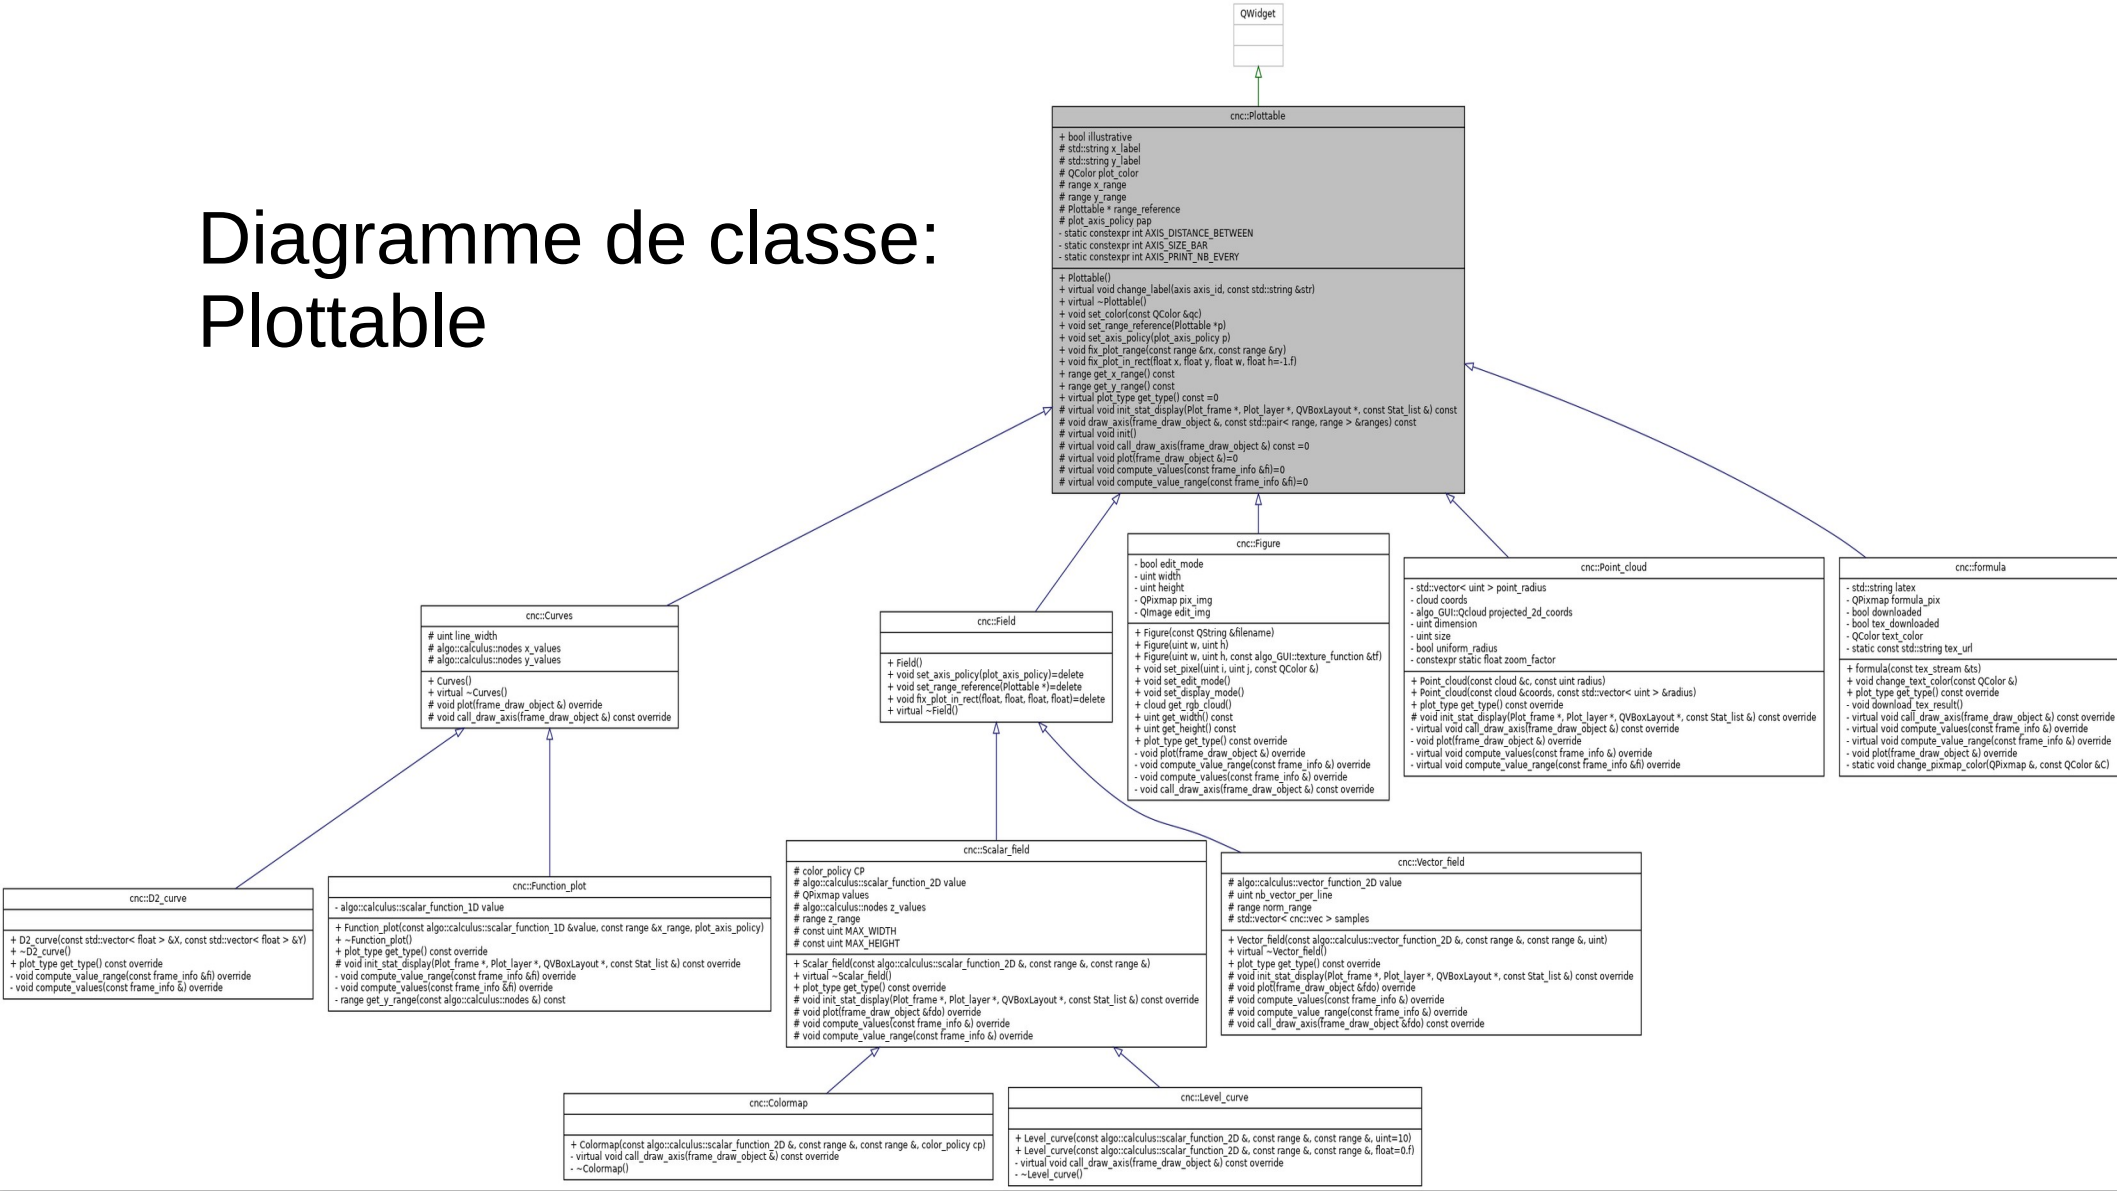 QWidget
cnc::Plottable
+ bool illustrative
# std::string x_label
# std::string y_label
# QColor plot_color
# range x_range
# range y_range
# Plottable * range_reference
# plot_axis_policy pap
- static constexpr int AXIS_DISTANCE_BETWEEN
- static constexpr int AXIS_SIZE_BAR
- static constexpr int AXIS_PRINT_NB_EVERY
+ Plottable()
+ virtual void change_label(axis axis_id, const std::string &str)
+ virtual ~Plottable()
+ void set_color(const QColor &qc)
+ void set_range_reference(Plottable *p)
+ void set_axis_policy(plot_axis_policy p)
+ void fix_plot_range(const range &rx, const range &ry)
+ void fix_plot_in_rect(float x, float y, float w, float h=-1.f)
+ range get_x_range() const
+ range get_y_range() const
+ virtual plot_type get_type() const =0
# virtual void init_stat_display(Plot_frame *, Plot_layer *, QVBoxLayout *, const Stat_list &) const
# void draw_axis(frame_draw_object &, const std::pair< range, range > &ranges) const
# virtual void init()
# virtual void call_draw_axis(frame_draw_object &) const =0
# virtual void plot(frame_draw_object &)=0
# virtual void compute_values(const frame_info &fi)=0
# virtual void compute_value_range(const frame_info &fi)=0
Diagramme de classe:
Plottable
cnc::Curves
# uint line_width
# algo::calculus::nodes x_values
# algo::calculus::nodes y_values
+ Curves()
+ virtual ~Curves()
# void plot(frame_draw_object &) override
# void call_draw_axis(frame_draw_object &) const override
cnc::Field
+ Field()
+ void set_axis_policy(plot_axis_policy)=delete
+ void set_range_reference(Plottable *)=delete
+ void fix_plot_in_rect(float, float, float, float)=delete
+ virtual ~Field()
cnc::Figure
- bool edit_mode
- uint width
- uint height
- QPixmap pix_img
- QImage edit_img
+ Figure(const QString &filename)
+ Figure(uint w, uint h)
+ Figure(uint w, uint h, const algo_GUI::texture_function &tf)
+ void set_pixel(uint i, uint j, const QColor &)
+ void set_edit_mode()
+ void set_display_mode()
+ cloud get_rgb_cloud()
+ uint get_width() const
+ uint get_height() const
+ plot_type get_type() const override
- void plot(frame_draw_object &) override
- void compute_value_range(const frame_info &) override
- void compute_values(const frame_info &) override
- void call_draw_axis(frame_draw_object &) const override
cnc::Point_cloud
- std::vector< uint > point_radius
- cloud coords
- algo_GUI::Qcloud projected_2d_coords
- uint dimension
- uint size
- bool uniform_radius
- constexpr static float zoom_factor
+ Point_cloud(const cloud &c, const uint radius)
+ Point_cloud(const cloud &coords, const std::vector< uint > &radius)
+ plot_type get_type() const override
# void init_stat_display(Plot_frame *, Plot_layer *, QVBoxLayout *, const Stat_list &) const override
- virtual void call_draw_axis(frame_draw_object &) const override
- void plot(frame_draw_object &) override
- virtual void compute_values(const frame_info &) override
- virtual void compute_value_range(const frame_info &fi) override
cnc::formula
- std::string latex
- QPixmap formula_pix
- bool downloaded
- bool tex_downloaded
- QColor text_color
- static const std::string tex_url
+ formula(const tex_stream &ts)
+ void change_text_color(const QColor &)
+ plot_type get_type() const override
- void download_tex_result()
- virtual void call_draw_axis(frame_draw_object &) const override
- virtual void compute_values(const frame_info &) override
- virtual void compute_value_range(const frame_info &) override
- void plot(frame_draw_object &) override
- static void change_pixmap_color(QPixmap &, const QColor &C)
cnc::D2_curve
+ D2_curve(const std::vector< float > &X, const std::vector< float > &Y)
+ ~D2_curve()
+ plot_type get_type() const override
- void compute_value_range(const frame_info &fi) override
- void compute_values(const frame_info &) override
cnc::Function_plot
- algo::calculus::scalar_function_1D value
+ Function_plot(const algo::calculus::scalar_function_1D &value, const range &x_range, plot_axis_policy)
+ ~Function_plot()
+ plot_type get_type() const override
# void init_stat_display(Plot_frame *, Plot_layer *, QVBoxLayout *, const Stat_list &) const override
- void compute_value_range(const frame_info &fi) override
- void compute_values(const frame_info &fi) override
- range get_y_range(const algo::calculus::nodes &) const
cnc::Scalar_field
# color_policy CP
# algo::calculus::scalar_function_2D value
# QPixmap values
# algo::calculus::nodes z_values
# range z_range
# const uint MAX_WIDTH
# const uint MAX_HEIGHT
+ Scalar_field(const algo::calculus::scalar_function_2D &, const range &, const range &)
+ virtual ~Scalar_field()
+ plot_type get_type() const override
# void init_stat_display(Plot_frame *, Plot_layer *, QVBoxLayout *, const Stat_list &) const override
# void plot(frame_draw_object &fdo) override
# void compute_values(const frame_info &) override
# void compute_value_range(const frame_info &) override
cnc::Vector_field
# algo::calculus::vector_function_2D value
# uint nb_vector_per_line
# range norm_range
# std::vector< cnc::vec > samples
+ Vector_field(const algo::calculus::vector_function_2D &, const range &, const range &, uint)
+ virtual ~Vector_field()
+ plot_type get_type() const override
# void init_stat_display(Plot_frame *, Plot_layer *, QVBoxLayout *, const Stat_list &) const override
# void plot(frame_draw_object &fdo) override
# void compute_values(const frame_info &) override
# void compute_value_range(const frame_info &) override
# void call_draw_axis(frame_draw_object &fdo) const override
cnc::Colormap
+ Colormap(const algo::calculus::scalar_function_2D &, const range &, const range &, color_policy cp)
- virtual void call_draw_axis(frame_draw_object &) const override
- ~Colormap()
cnc::Level_curve
+ Level_curve(const algo::calculus::scalar_function_2D &, const range &, const range &, uint=10)
+ Level_curve(const algo::calculus::scalar_function_2D &, const range &, const range &, float=0.f)
- virtual void call_draw_axis(frame_draw_object &) const override
- ~Level_curve()